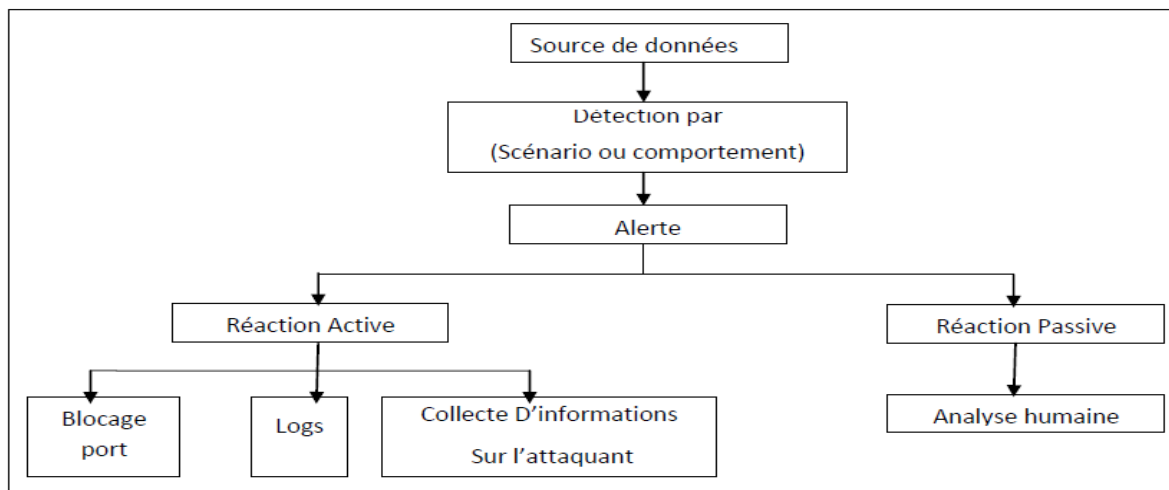 Source de données
Détection par
(Scénario ou comportement)
Alerte
Réaction Active
Réaction Passive
Blocage
port
Logs
Collecte D'informations
Sur l'attaquant
Analyse humaine